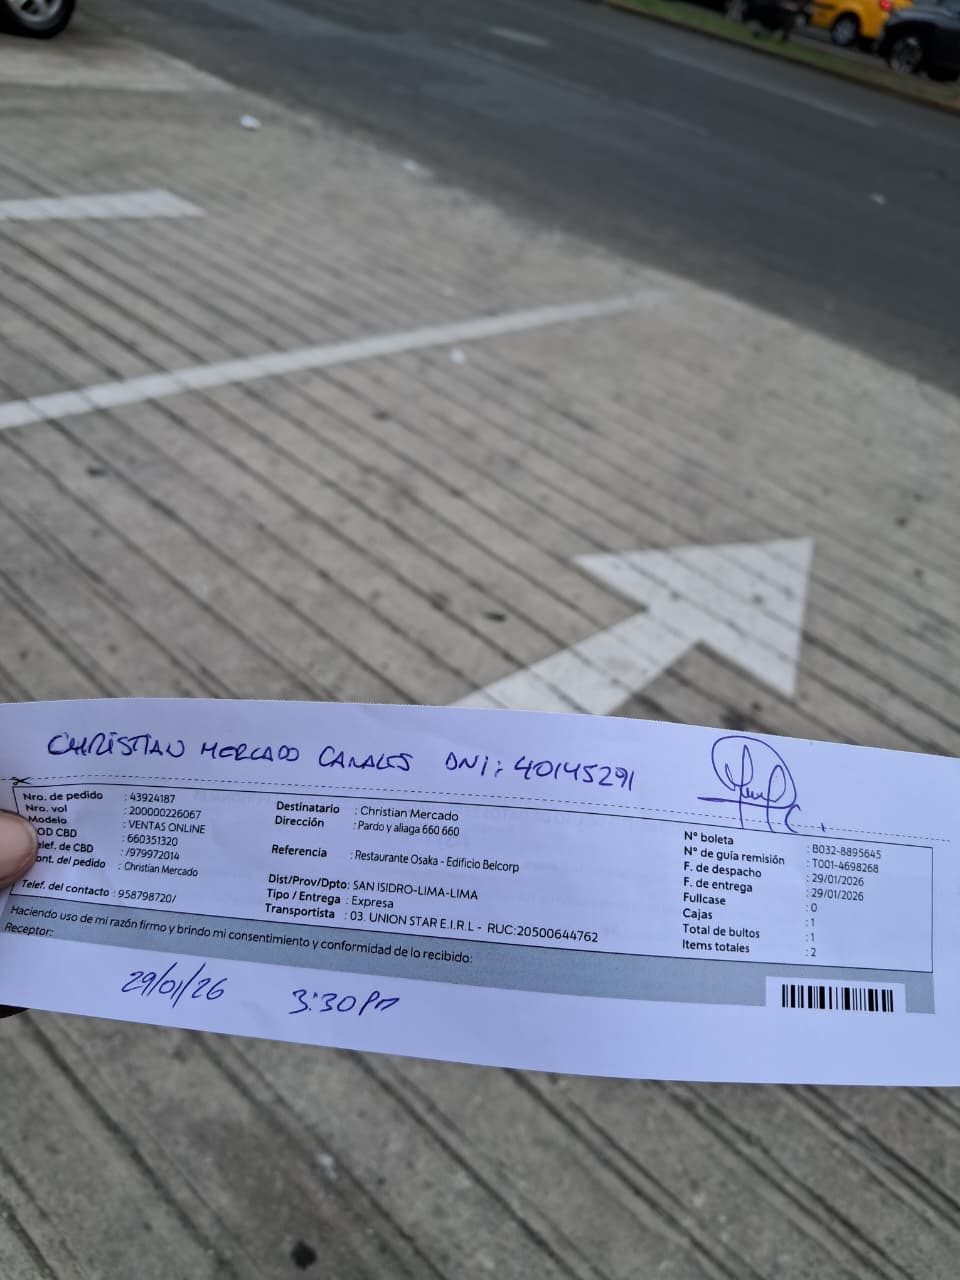 CHRISTIAN MERCADO CANALES DNI: 40145291
Nro. de pedido : 43924187
Nro. vol : 200000226067
Modelo : VENTAS ONLINE
OD CBD : 660351320
elef. de CBD : /979972014
ont. del pedido : Christian Mercado
Telef. del contacto : 958798720/
Destinatario : Christian Mercado
Dirección : Pardo y aliaga 660 660
Referencia : Restaurante Osaka - Edificio Belcorp
Dist/Prov/Dpto: SAN ISIDRO-LIMA-LIMA
Tipo / Entrega : Expresa
Transportista : 03. UNION STAR E.I.R.L - RUC:20500644762
N° boleta : B032-8895645
N° de guía remisión : T001-4698268
F. de despacho : 29/01/2026
F. de entrega : 29/01/2026
Fullcase : 0
Cajas : 1
Total de bultos : 1
Items totales : 2
Haciendo uso de mi razón firmo y brindo mi consentimiento y conformidad de lo recibido:
Receptor:
29/01/26 3:30 PM